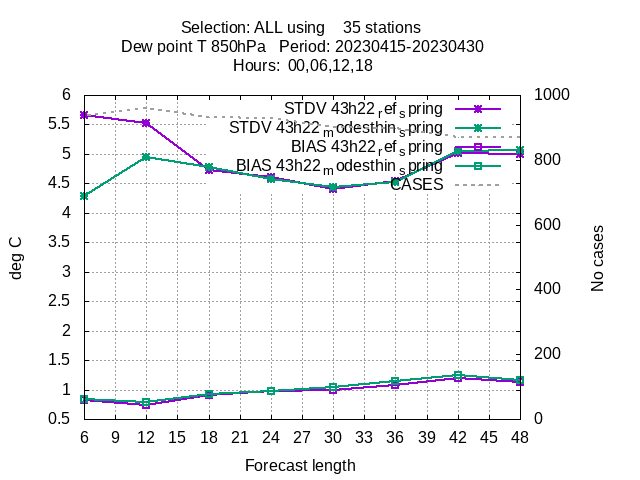 Selection: ALL using    35 stations
Dew point T 850hPa   Period: 20230415-20230430
Hours:  00,06,12,18
STDV 43h22_ref_spring
STDV 43h22_modesthin_spring
BIAS 43h22_ref_spring
BIAS 43h22_modesthin_spring
CASES
6
5.5
5
4.5
4
3.5
3
2.5
2
1.5
1
0.5
deg C
1000
800
600
400
200
0
No cases
6 9 12 15 18 21 24 27 30 33 36 39 42 45 48
Forecast length